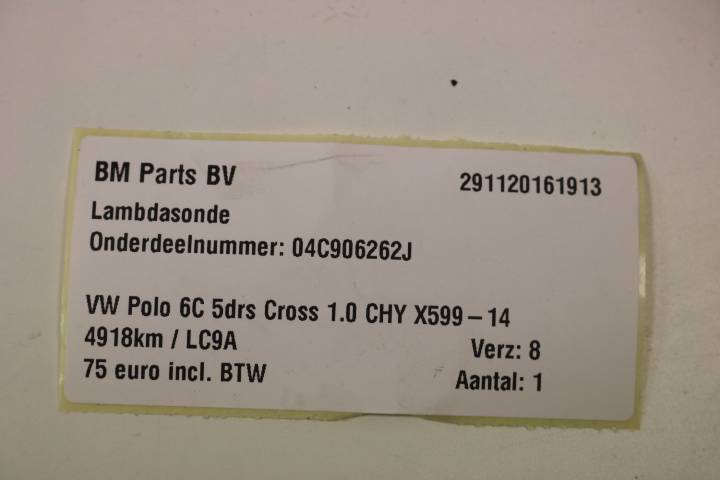 BM Parts BV 291120161913
Lambdasonde
Onderdeelnummer: 04C906262J
VW Polo 6C 5drs Cross 1.0 CHY X599-14
4918km / LC9A Verz: 8
75 euro incl. BTW Aantal: 1